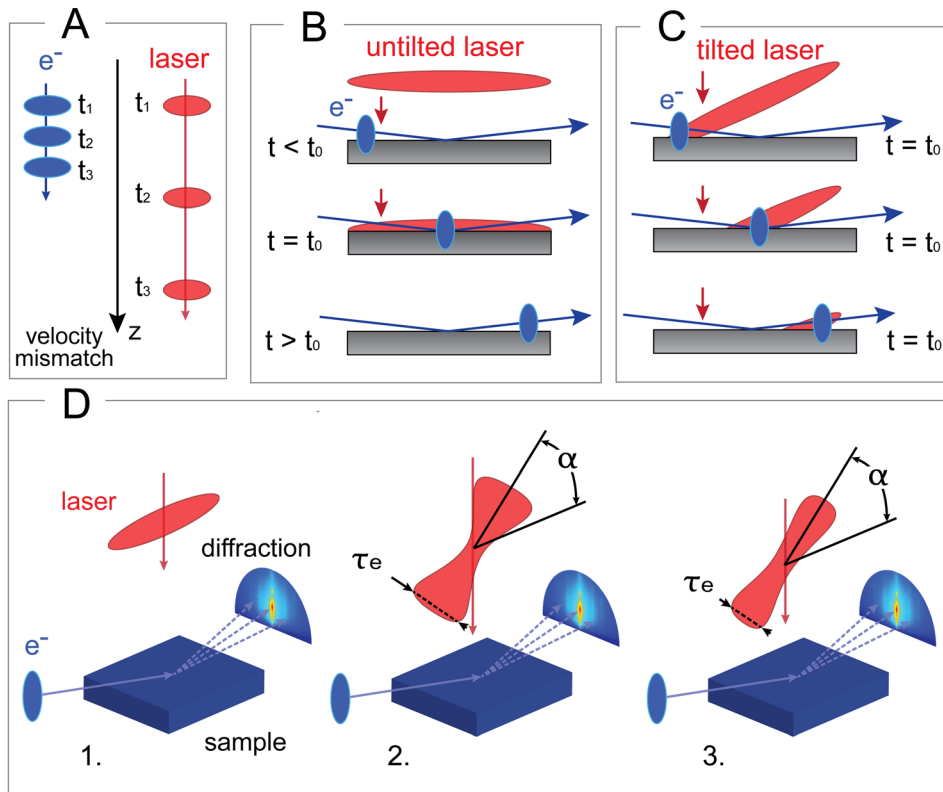 A
e⁻
laser
t₁
t₁
t₂
t₂
t₃
t₃
velocity
mismatch
z
B
untilted laser
e⁻
t < t₀
t = t₀
t > t₀
C
tilted laser
e⁻
t = t₀
t = t₀
t = t₀
D
laser
diffraction
e⁻
sample
1.
α
τe
2.
α
τe
3.